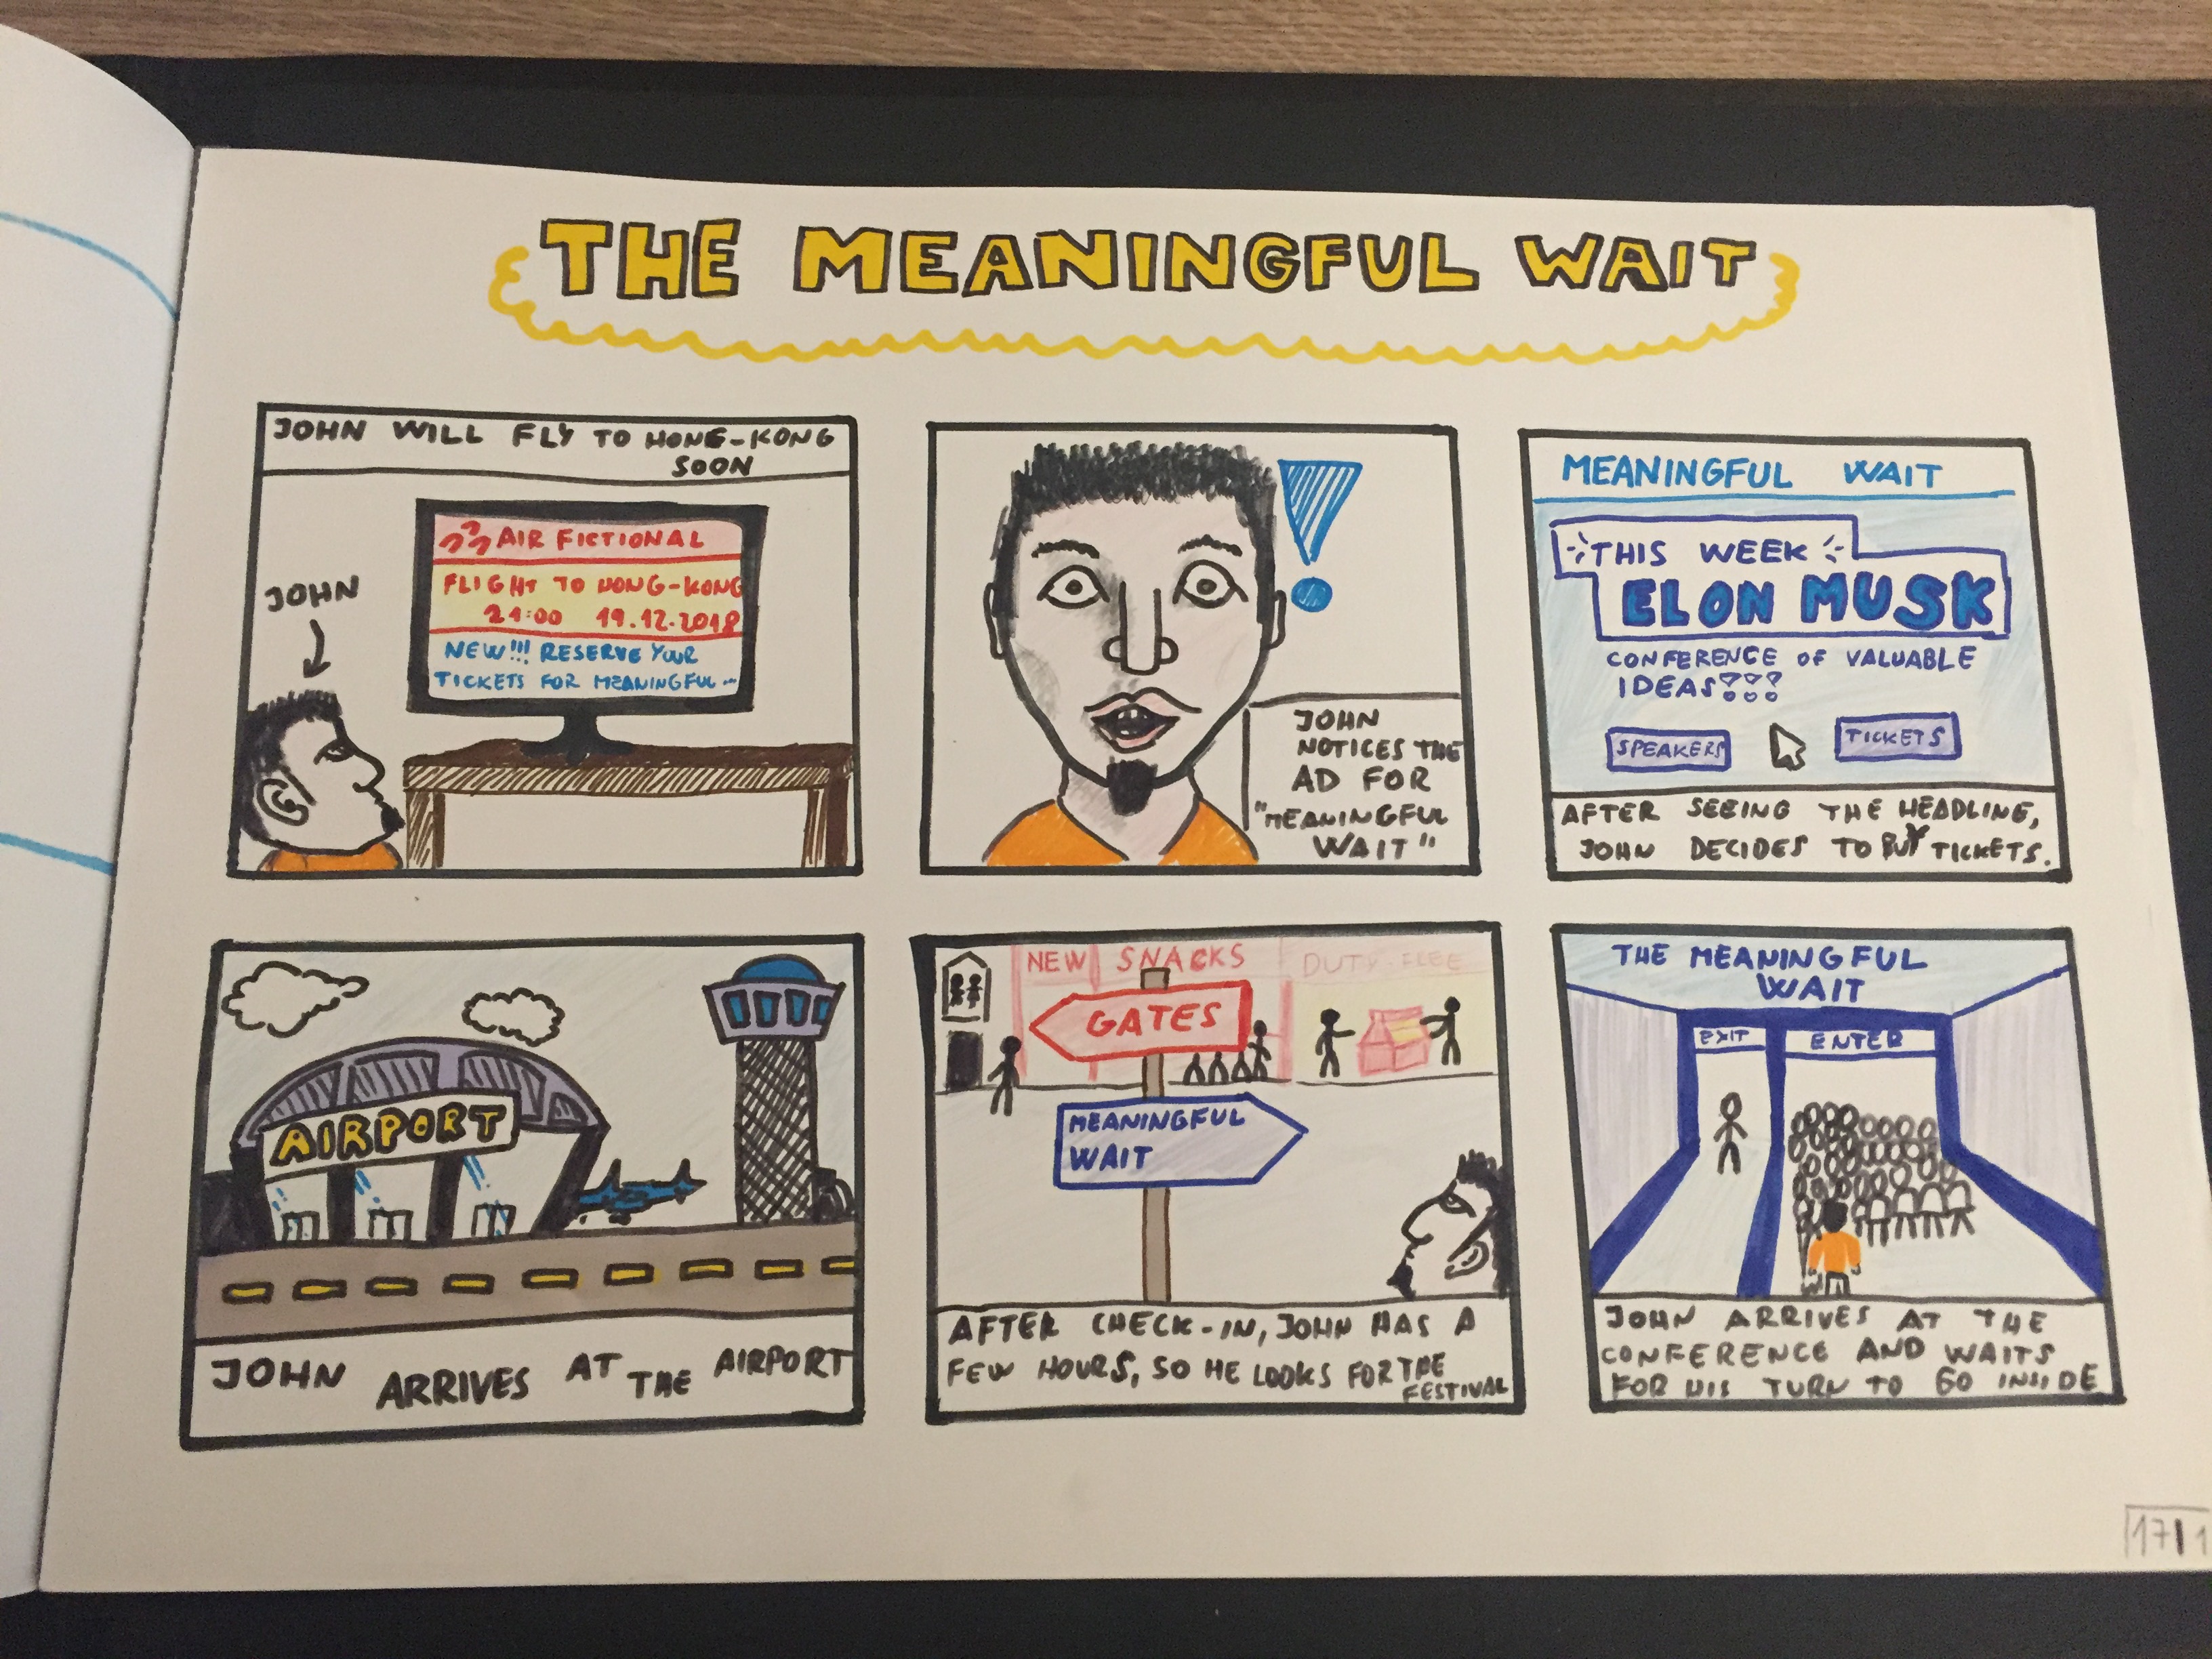 THE MEANINGFUL WAIT
JOHN WILL FLY TO HONG-KONG
SOON
JOHN
AIR FICTIONAL
FLIGHT TO HONG-KONG
21:00 19.12.2018
NEW!!! RESERVE YOUR
TICKETS FOR MEANINGFUL...
JOHN
NOTICES THE
AD FOR
"MEANINGFUL
WAIT"
MEANINGFUL WAIT
THIS WEEK
ELON MUSK
CONFERENCE OF VALUABLE
IDEAS???
SPEAKERS
TICKETS
AFTER SEEING THE HEADLINE,
JOHN DECIDES TO BUY TICKETS.
AIRPORT
JOHN ARRIVES AT THE AIRPORT
NEW SNACKS DUTY-FLEE
GATES
MEANINGFUL
WAIT
AFTER CHECK-IN, JOHN HAS A
FEW HOURS, SO HE LOOKS FOR THE
FESTIVAL
THE MEANINGFUL
WAIT
EXIT
ENTER
JOHN ARRIVES AT THE
CONFERENCE AND WAITS
FOR HIS TURN TO GO INSIDE